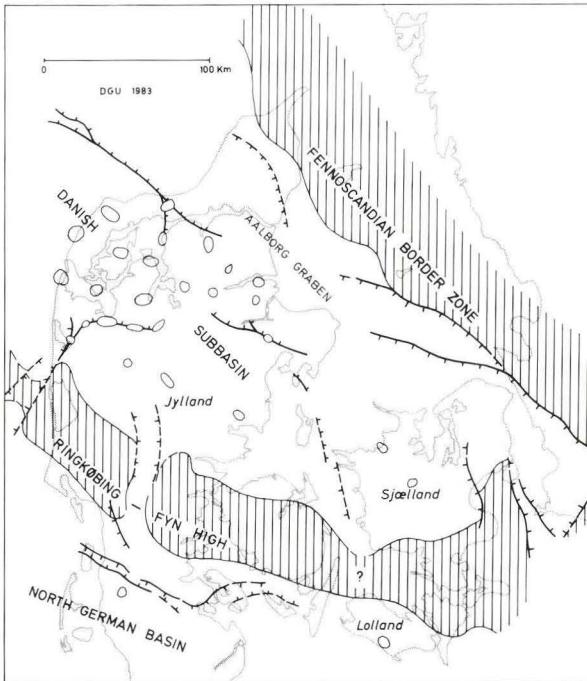 0 100 Km
DGU 1983
FENNOSCANDIAN BORDER ZONE
DANISH
AALBORG GRABEN
SUBBASIN
Jylland
RINGKØBING - FYN HIGH
Sjælland
?
NORTH GERMAN BASIN
Lolland